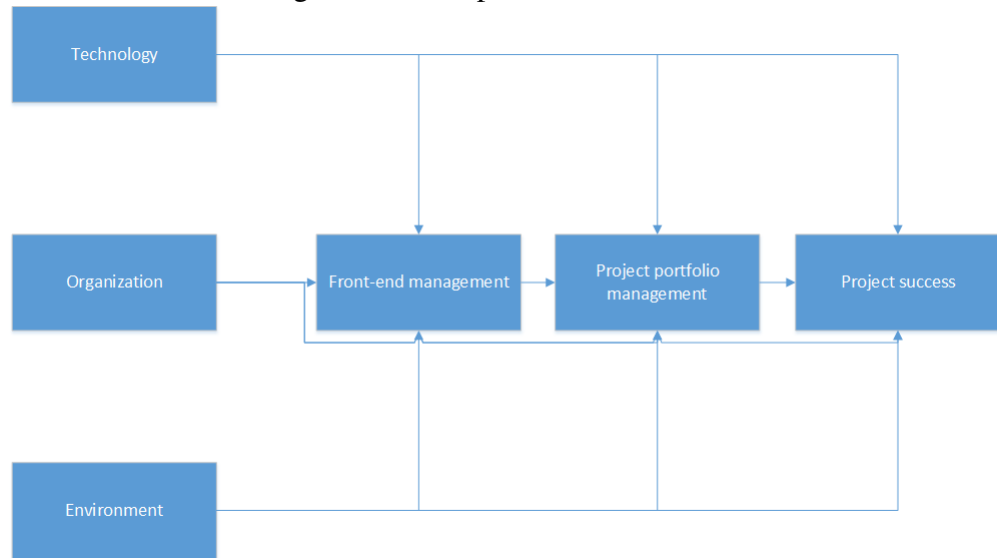 Technology
Organization
Front-end management
Project portfolio
management
Project success
Environment